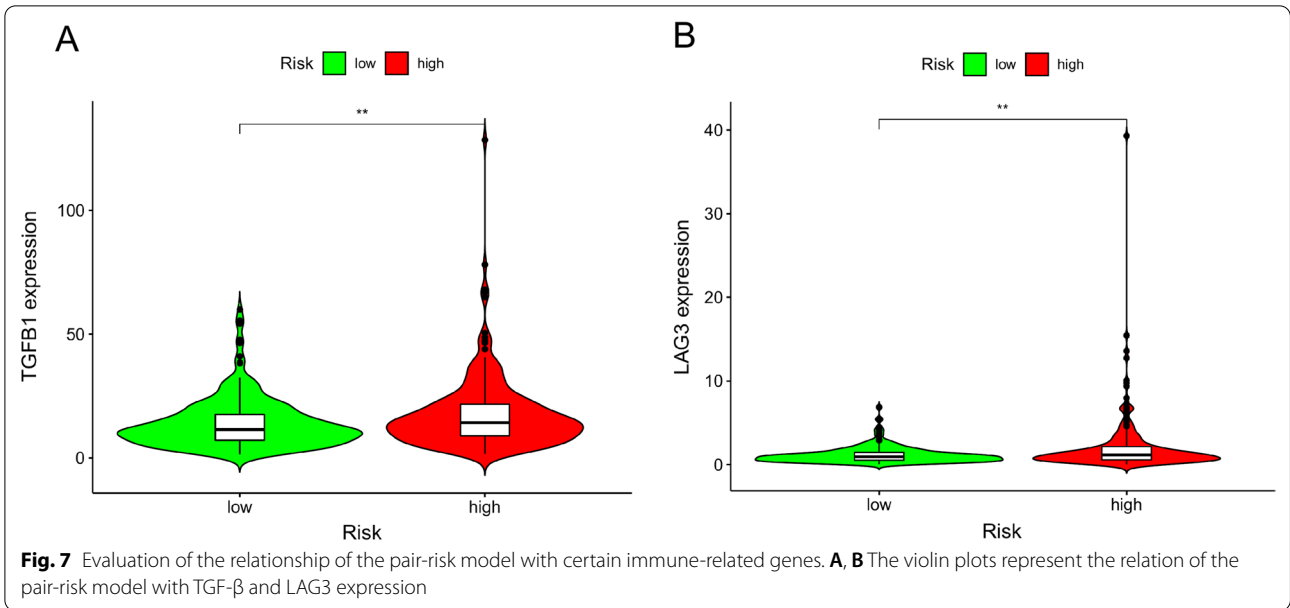 A
Risk low high
**
TGFB1 expression
100
50
0
low high
Risk
B
Risk low high
**
LAG3 expression
40
30
20
10
0
low high
Risk
Fig. 7 Evaluation of the relationship of the pair-risk model with certain immune-related genes. A, B The violin plots represent the relation of the
pair-risk model with TGF-β and LAG3 expression